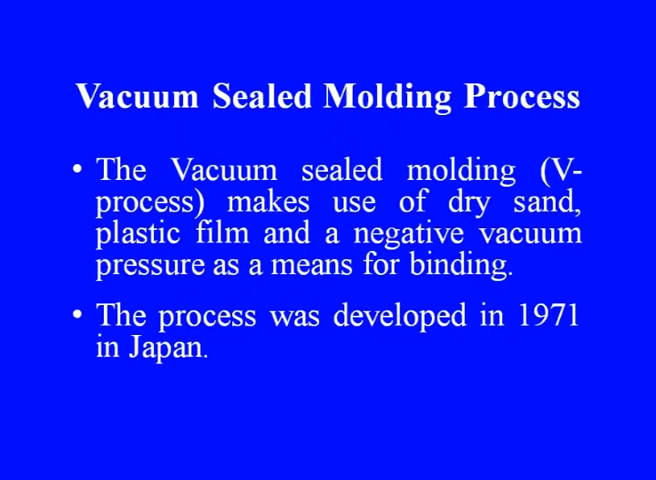 Vacuum Sealed Molding Process
• The Vacuum sealed molding (V-
process) makes use of dry sand,
plastic film and a negative vacuum
pressure as a means for binding.
• The process was developed in 1971
in Japan.